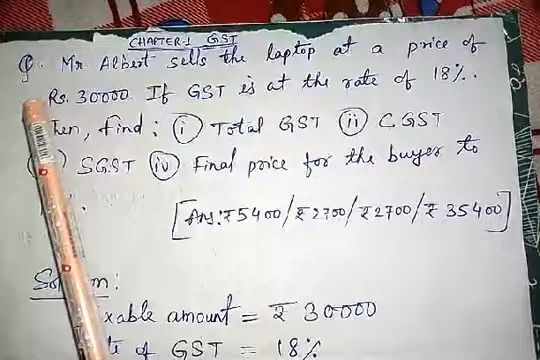 CHAPTER-1 GST
Q. Mr Albert sells the laptop at a price of
Rs. 30000. If GST is at the rate of 18%.
find: (i) Total GST (ii) CGST
SGST (iv) Final price for the buyer to
[Ans: ₹5400/₹2700/₹2700/₹35400]
amount = ₹30000
of GST = 18%